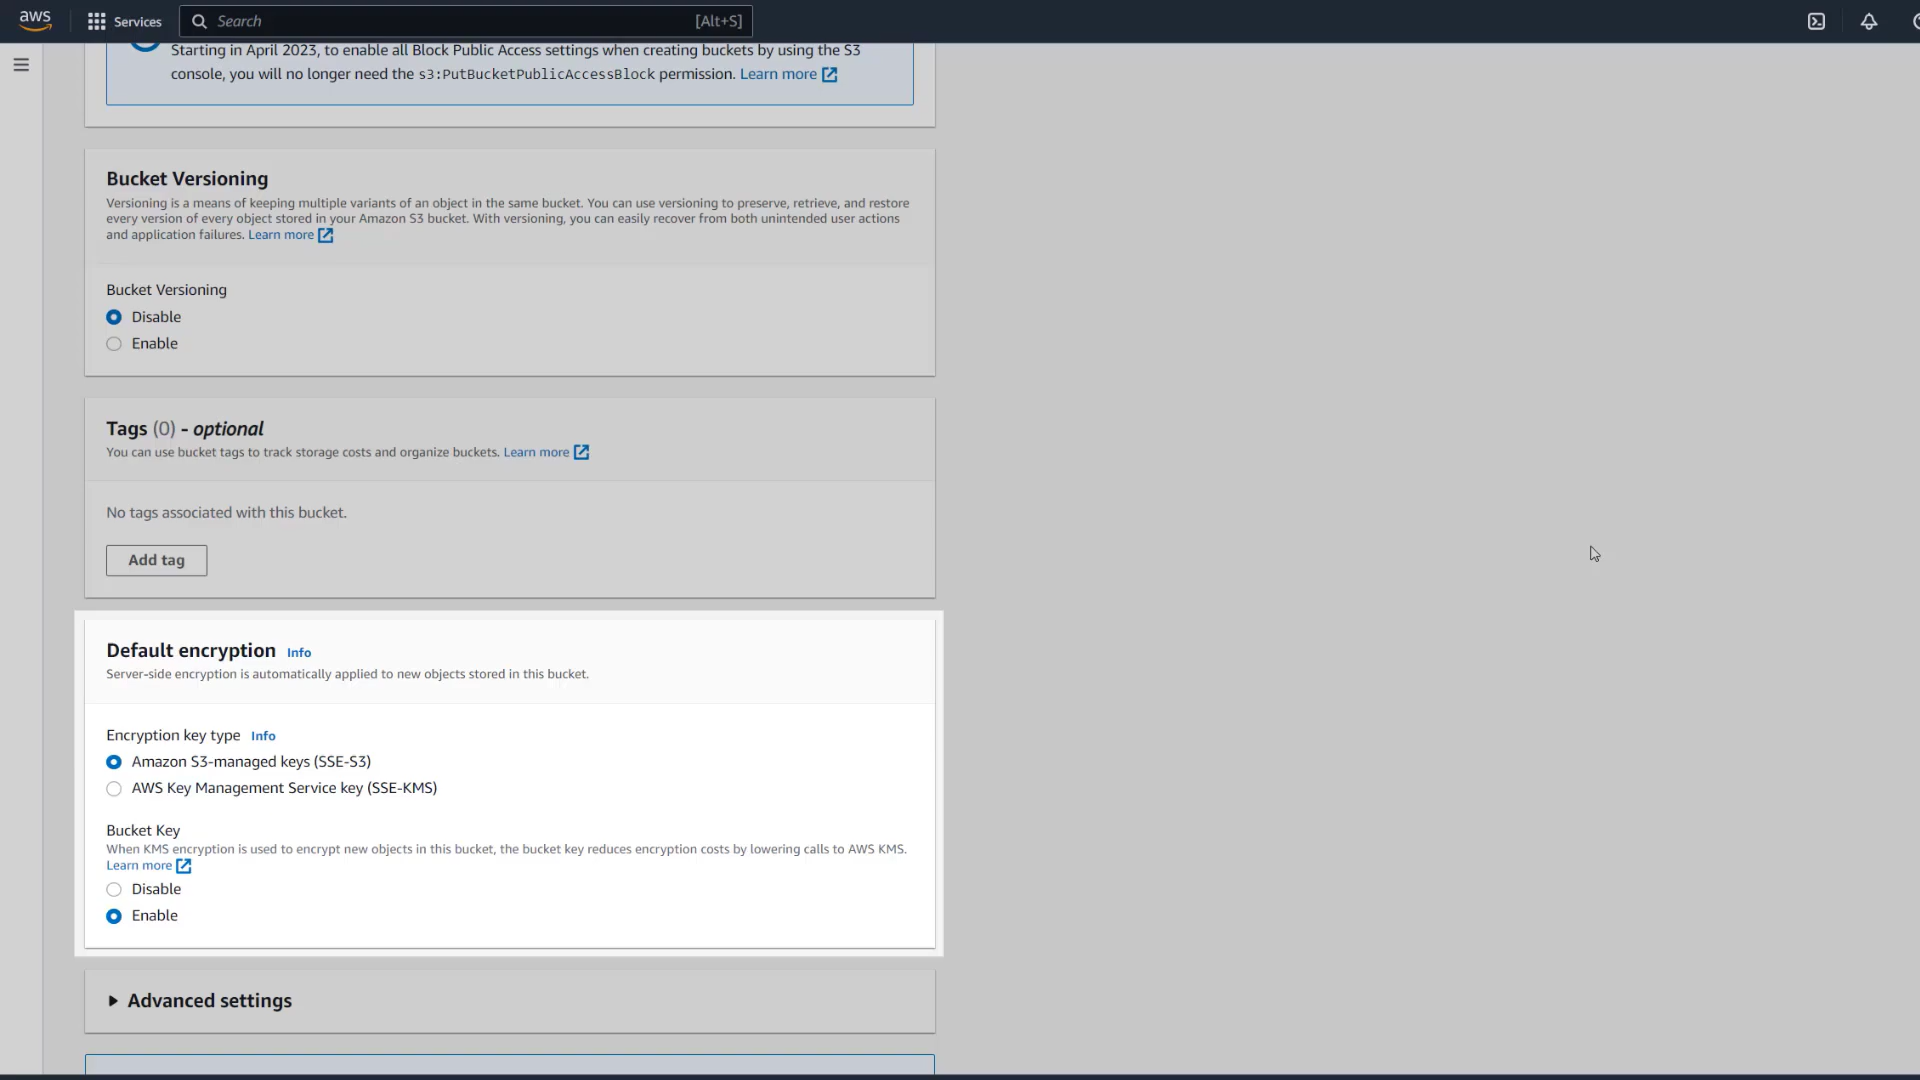 aws
Services
Search
[Alt+S]
Starting in April 2023, to enable all Block Public Access settings when creating buckets by using the S3
console, you will no longer need the s3:PutBucketPublicAccessBlock permission. Learn more
Bucket Versioning
Versioning is a means of keeping multiple variants of an object in the same bucket. You can use versioning to preserve, retrieve, and restore
every version of every object stored in your Amazon S3 bucket. With versioning, you can easily recover from both unintended user actions
and application failures. Learn more
Bucket Versioning
Disable
Enable
Tags (0) - optional
You can use bucket tags to track storage costs and organize buckets. Learn more
No tags associated with this bucket.
Add tag
Default encryption Info
Server-side encryption is automatically applied to new objects stored in this bucket.
Encryption key type Info
Amazon S3-managed keys (SSE-S3)
AWS Key Management Service key (SSE-KMS)
Bucket Key
When KMS encryption is used to encrypt new objects in this bucket, the bucket key reduces encryption costs by lowering calls to AWS KMS.
Learn more
Disable
Enable
Advanced settings